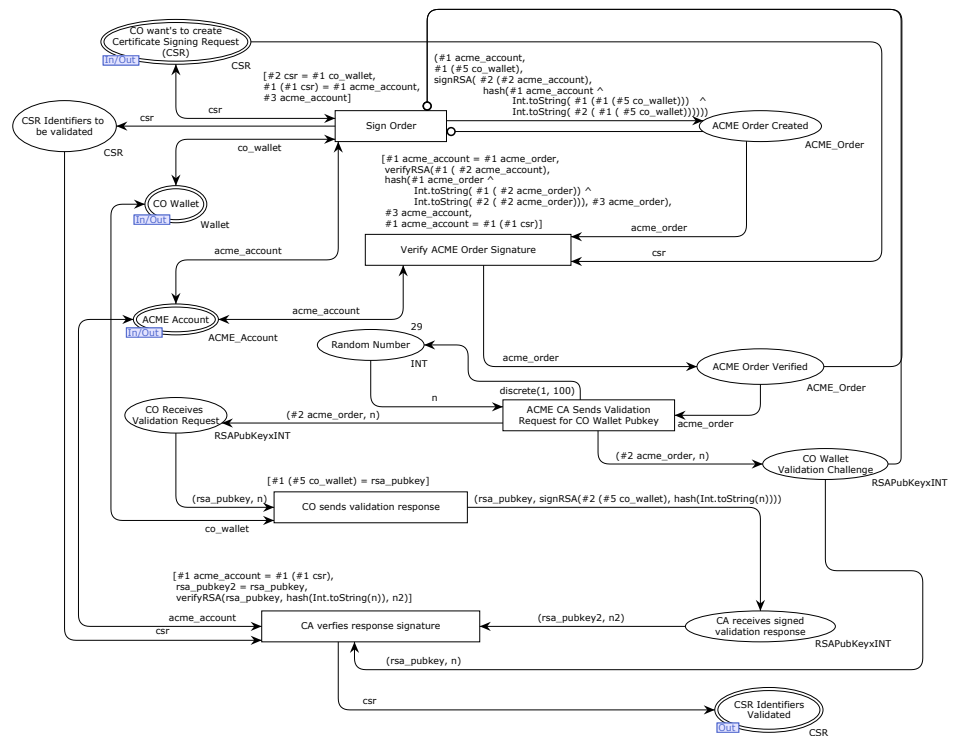 CO want's to create
Certificate Signing Request
(CSR)
In/Out
CSR
[#2 csr = #1 co_wallet,
#1 (#1 csr) = #1 acme_account,
#3 acme_account]
(#1 acme_account,
#1 (#5 co_wallet),
signRSA( #2 (#2 acme_account),
hash(#1 acme_account ^
Int.toString( #1 (#1 (#5 co_wallet))) ^
Int.toString( #2 ( #1 ( #5 co_wallet))))))
csr
CSR Identifiers to
be validated
CSR
csr
Sign Order
ACME Order Created
ACME_Order
co_wallet
[#1 acme_account = #1 acme_order,
verifyRSA(#1 ( #2 acme_account),
hash(#1 acme_order ^
Int.toString( #1 ( #2 acme_order)) ^
Int.toString( #2 ( #2 acme_order))), #3 acme_order),
#3 acme_account,
#1 acme_account = #1 (#1 csr)]
CO Wallet
In/Out
Wallet
acme_order
Verify ACME Order Signature
csr
acme_account
ACME Account
In/Out
ACME_Account
acme_account
29
Random Number
INT
acme_order
ACME Order Verified
ACME_Order
discrete(1, 100)
n
CO Receives
Validation Request
RSAPubKeyxINT
(#2 acme_order, n)
ACME CA Sends Validation
Request for CO Wallet Pubkey
acme_order
(#2 acme_order, n)
CO Wallet
Validation Challenge
RSAPubKeyxINT
[#1 (#5 co_wallet) = rsa_pubkey]
(rsa_pubkey, n)
CO sends validation response
(rsa_pubkey, signRSA(#2 (#5 co_wallet), hash(Int.toString(n))))
co_wallet
[#1 acme_account = #1 (#1 csr),
rsa_pubkey2 = rsa_pubkey,
verifyRSA(rsa_pubkey, hash(Int.toString(n)), n2)]
acme_account
csr
CA verfies response signature
(rsa_pubkey2, n2)
CA receives signed
validation response
RSAPubKeyxINT
(rsa_pubkey, n)
csr
CSR Identifiers
Validated
Out
CSR